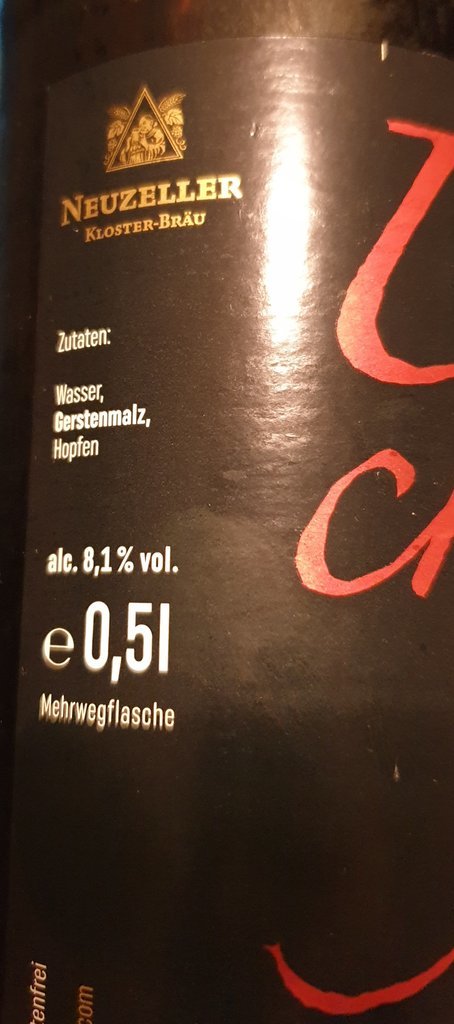 NEUZELLER
KLOSTER-BRÄU
Zutaten:
Wasser,
Gerstenmalz,
Hopfen
alc. 8,1 % vol.
e 0,5l
Mehrwegflasche